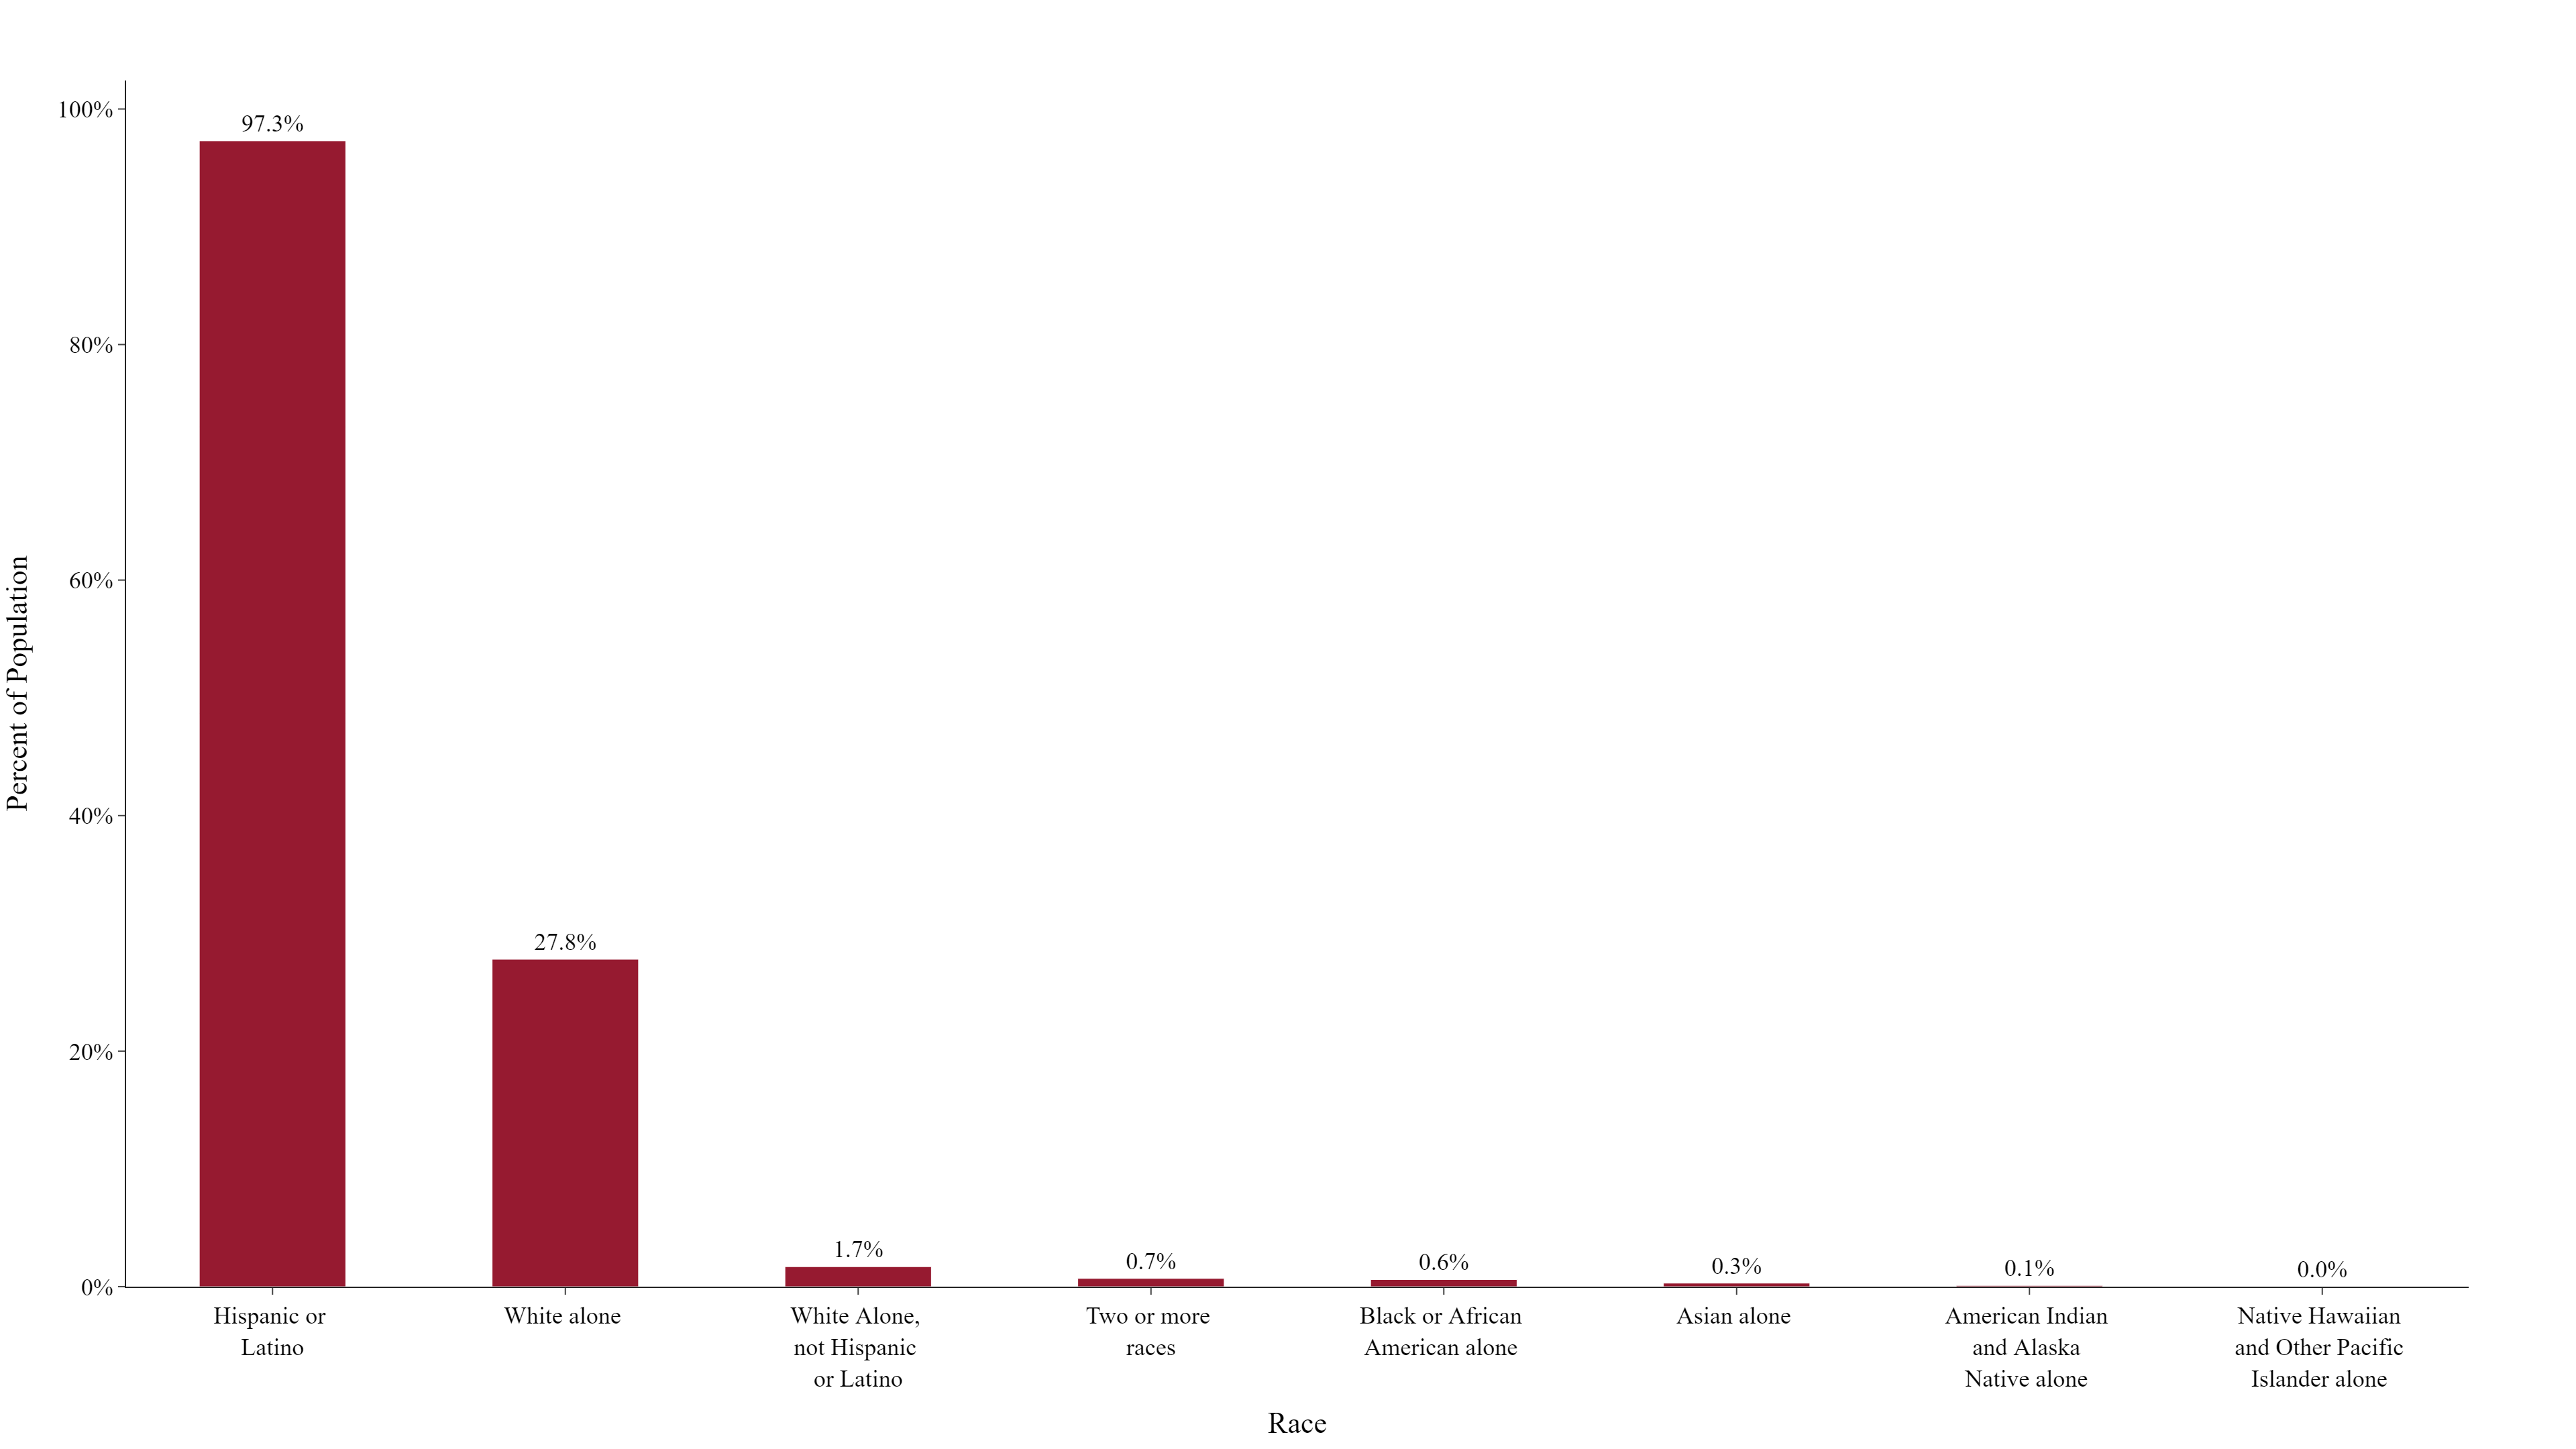 Percent of Population
100%
80%
60%
40%
20%
0%
97.3%
27.8%
1.7%
0.7%
0.6%
0.3%
0.1%
0.0%
Hispanic or
Latino
White alone
White Alone,
not Hispanic
or Latino
Two or more
races
Black or African
American alone
Asian alone
American Indian
and Alaska
Native alone
Native Hawaiian
and Other Pacific
Islander alone
Race